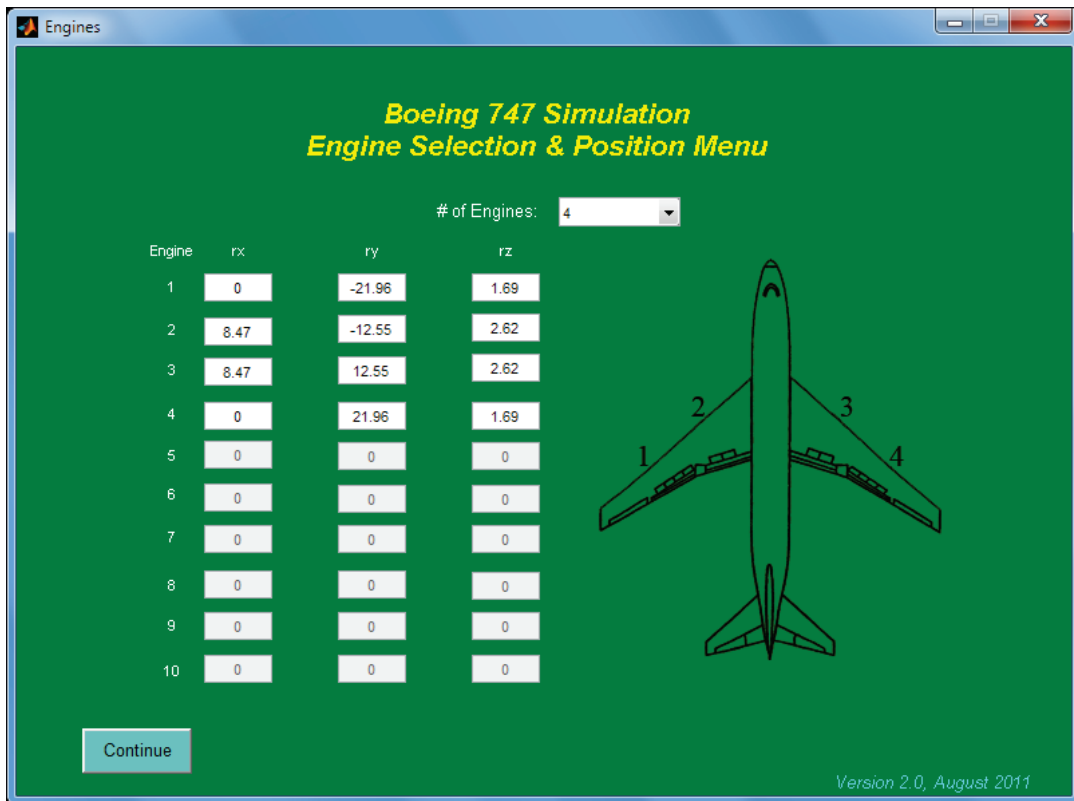 Engines
Boeing 747 Simulation
Engine Selection & Position Menu
# of Engines: 4
Engine rx ry rz
1 0 -21.96 1.69
2 8.47 -12.55 2.62
3 8.47 12.55 2.62
4 0 21.96 1.69
5 0 0 0
6 0 0 0
7 0 0 0
8 0 0 0
9 0 0 0
10 0 0 0
2 3
1 4
Continue
Version 2.0, August 2011